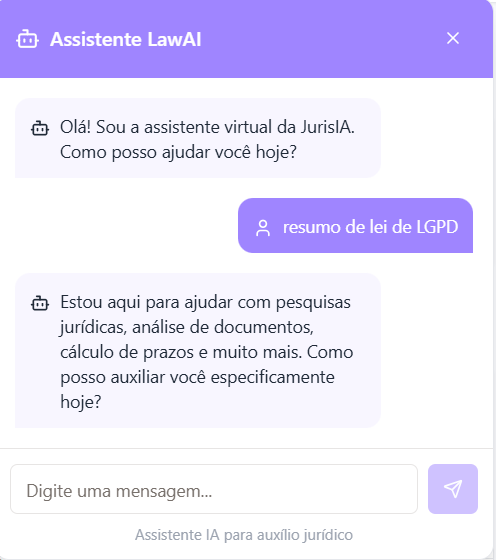 Assistente LawAI
Olá! Sou a assistente virtual da JurisIA.
Como posso ajudar você hoje?
resumo de lei de LGPD
Estou aqui para ajudar com pesquisas
jurídicas, análise de documentos,
cálculo de prazos e muito mais. Como
posso auxiliar você especificamente
hoje?
Digite uma mensagem...
Assistente IA para auxílio jurídico